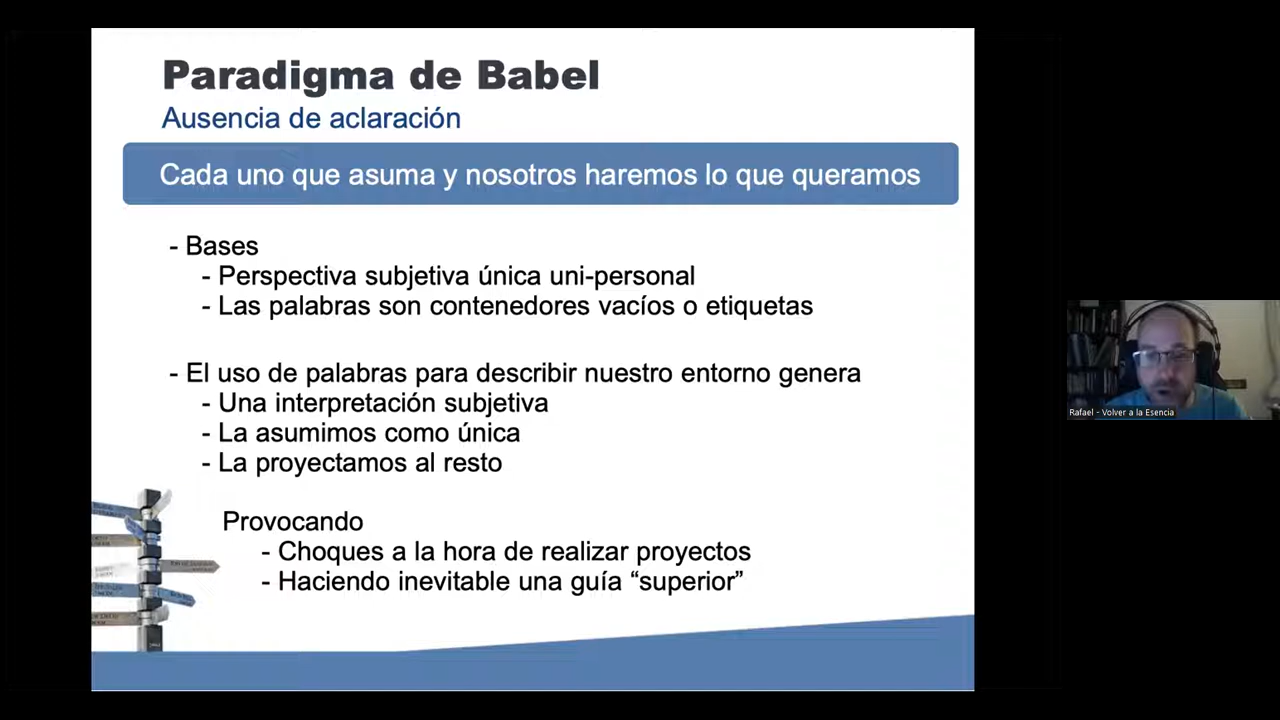 Paradigma de Babel
Ausencia de aclaración
Cada uno que asuma y nosotros haremos lo que queramos
- Bases
- Perspectiva subjetiva única uni-personal
- Las palabras son contenedores vacíos o etiquetas
- El uso de palabras para describir nuestro entorno genera
- Una interpretación subjetiva
- La asumimos como única
- La proyectamos al resto
Provocando
- Choques a la hora de realizar proyectos
- Haciendo inevitable una guía “superior”
Rafael - Volver a la Esencia